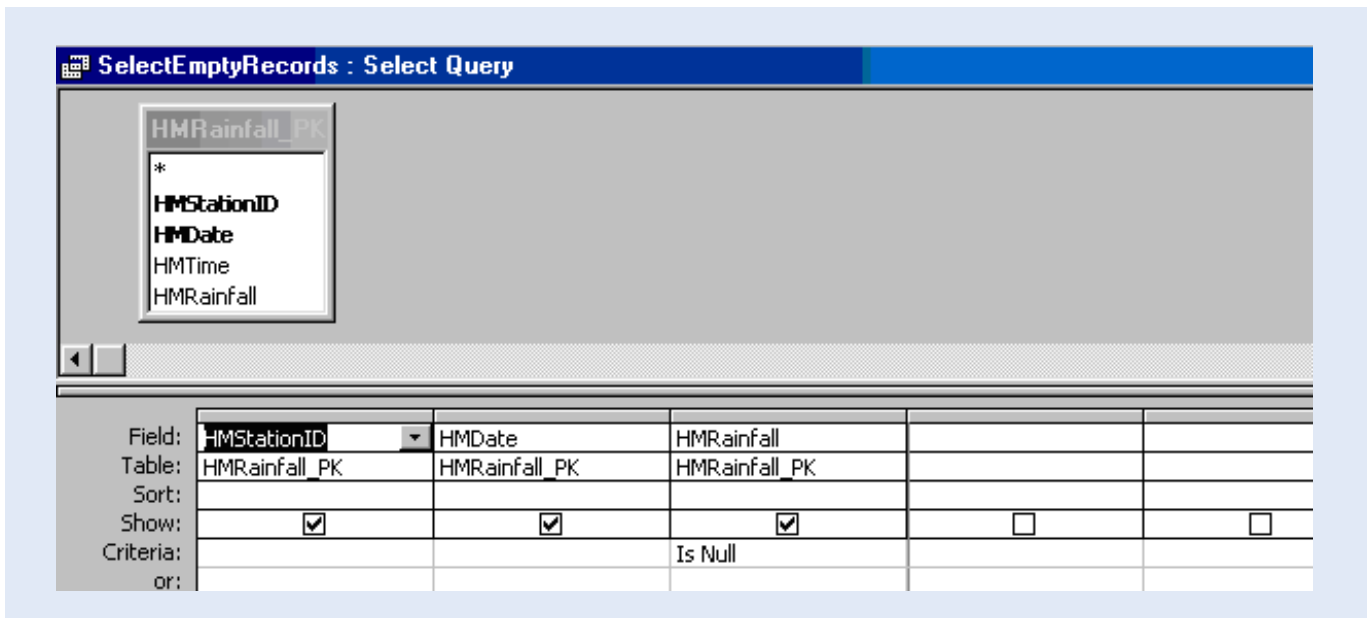 SelectEmptyRecords : Select Query
HMRainfall_PK
*
HMStationID
HMDate
HMTime
HMRainfall
Field: HMStationID HMDate HMRainfall
Table: HMRainfall_PK HMRainfall_PK HMRainfall_PK
Sort:
Show:
Criteria: Is Null
or: